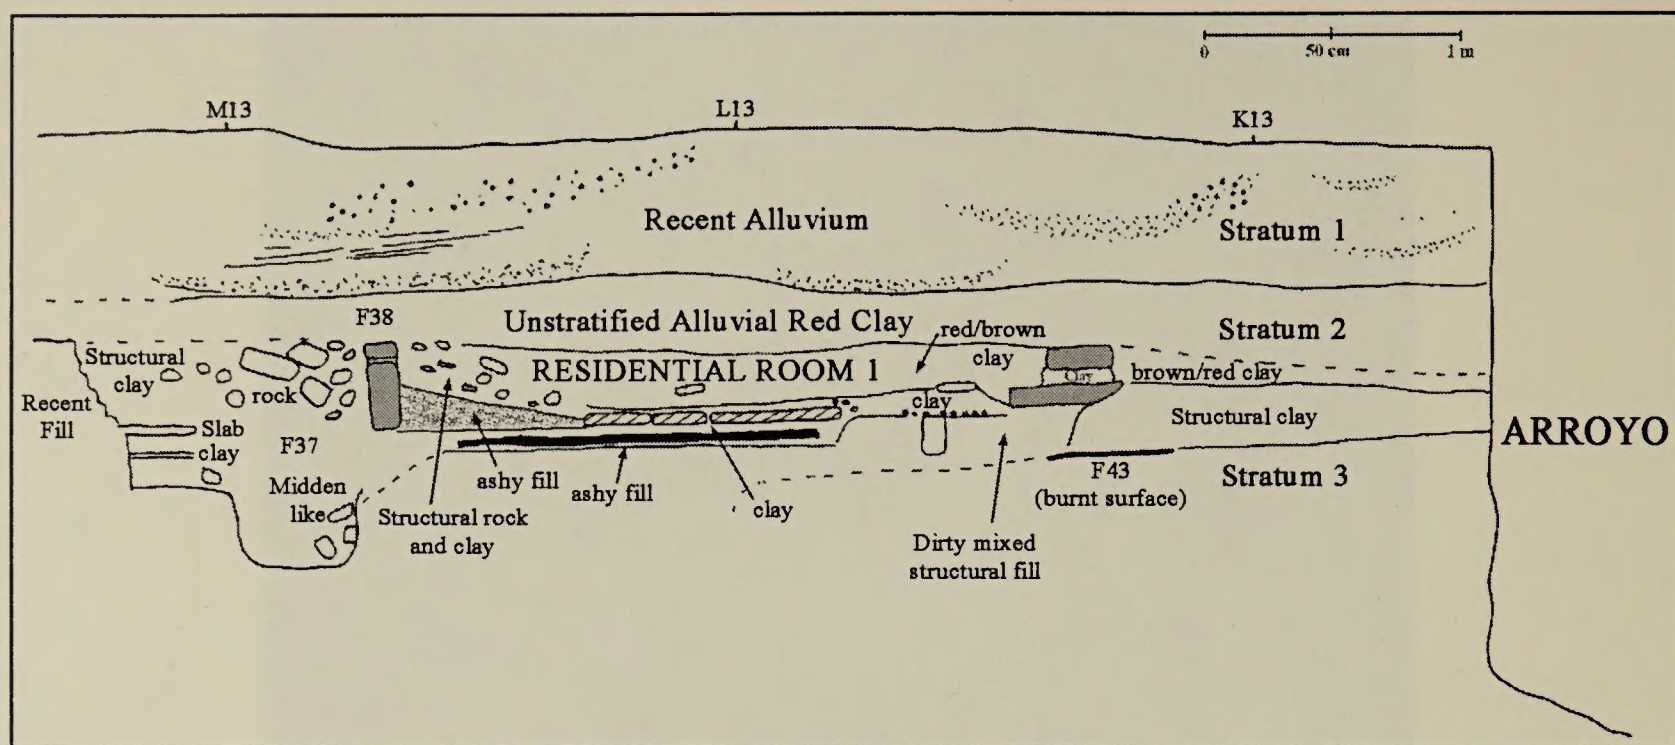 0 50 cm 1 m
M13 L13 K13
Recent Alluvium
Stratum 1
F38
Unstratified Alluvial Red Clay
Stratum 2
red/brown
clay
Structural
clay
RESIDENTIAL ROOM 1
Clay
brown/red clay
rock
Recent
Fill
clay
Structural clay
ARROYO
Slab
clay
F37
Stratum 3
F43
(burnt surface)
Midden
like
ashy fill
ashy fill
clay
Structural rock
and clay
Dirty mixed
structural fill